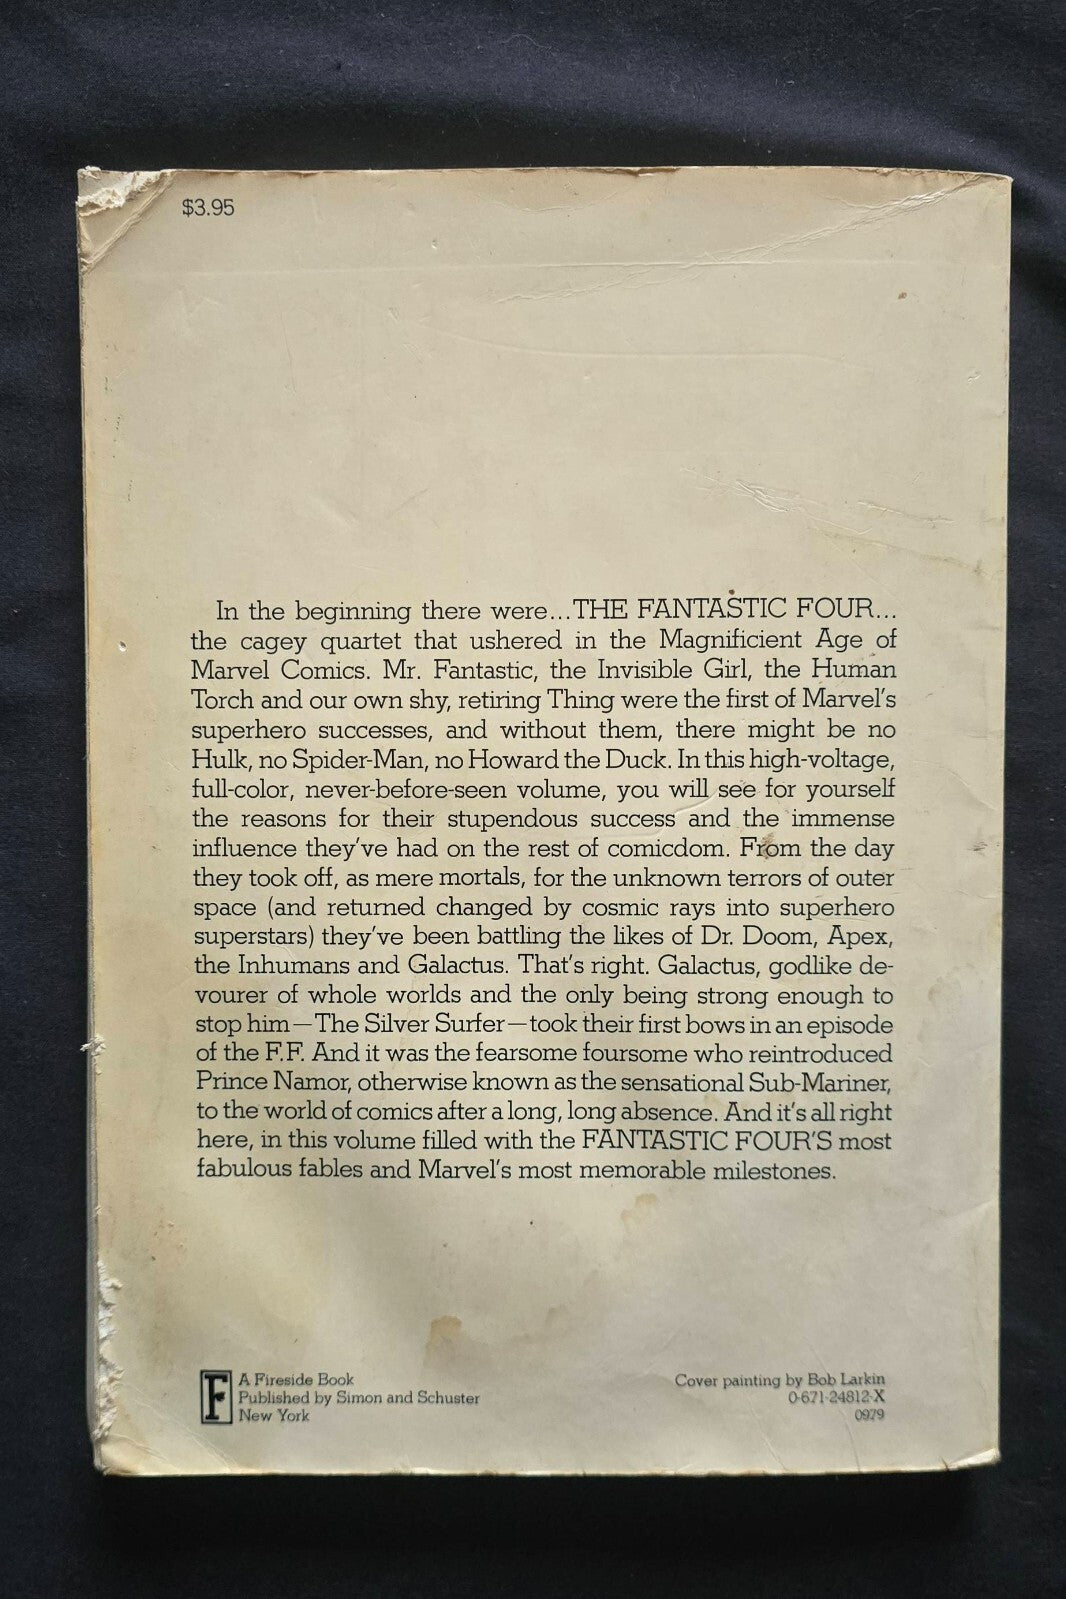 $3.95
In the beginning there were...THE FANTASTIC FOUR...
the cagey quartet that ushered in the Magnificient Age of
Marvel Comics. Mr. Fantastic, the Invisible Girl, the Human
Torch and our own shy, retiring Thing were the first of Marvel's
superhero successes, and without them, there might be no
Hulk, no Spider-Man, no Howard the Duck. In this high-voltage,
full-color, never-before-seen volume, you will see for yourself
the reasons for their stupendous success and the immense
influence they've had on the rest of comicdom. From the day
they took off, as mere mortals, for the unknown terrors of outer
space (and returned changed by cosmic rays into superhero
superstars) they've been battling the likes of Dr. Doom, Apex,
the Inhumans and Galactus. That's right. Galactus, godlike de-
vourer of whole worlds and the only being strong enough to
stop him—The Silver Surfer—took their first bows in an episode
of the F.F. And it was the fearsome foursome who reintroduced
Prince Namor, otherwise known as the sensational Sub-Mariner,
to the world of comics after a long, long absence. And it's all right
here, in this volume filled with the FANTASTIC FOUR'S most
fabulous fables and Marvel's most memorable milestones.
F
A Fireside Book
Published by Simon and Schuster
New York
Cover painting by Bob Larkin
0-671-24812-X
0979